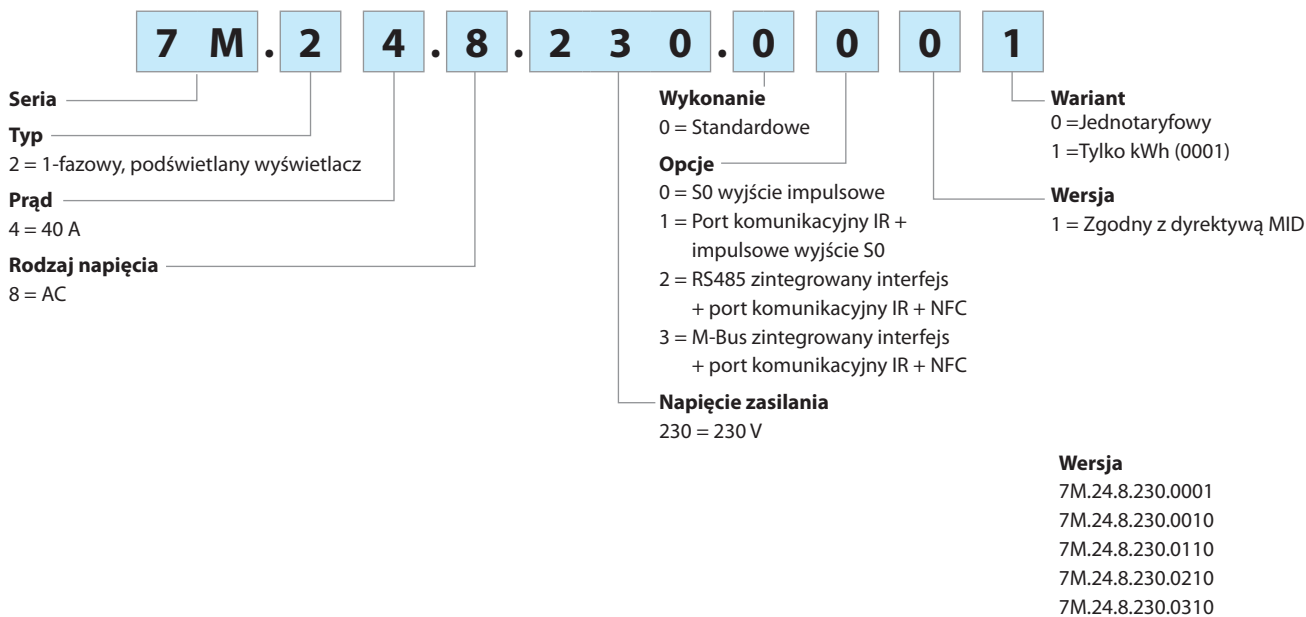 7 M . 2 4 . 8 . 2 3 0 . 0 0 0 1
Seria
Typ
2 = 1-fazowy, podświetlany wyświetlacz
Prąd
4 = 40 A
Rodzaj napięcia
8 = AC
Wykonanie
0 = Standardowe
Opcje
0 = S0 wyjście impulsowe
1 = Port komunikacyjny IR +
impulsowe wyjście S0
2 = RS485 zintegrowany interfejs
+ port komunikacyjny IR + NFC
3 = M-Bus zintegrowany interfejs
+ port komunikacyjny IR + NFC
Napięcie zasilania
230 = 230 V
Wariant
0 =Jednotaryfowy
1 =Tylko kWh (0001)
Wersja
1 = Zgodny z dyrektywą MID
Wersja
7M.24.8.230.0001
7M.24.8.230.0010
7M.24.8.230.0110
7M.24.8.230.0210
7M.24.8.230.0310